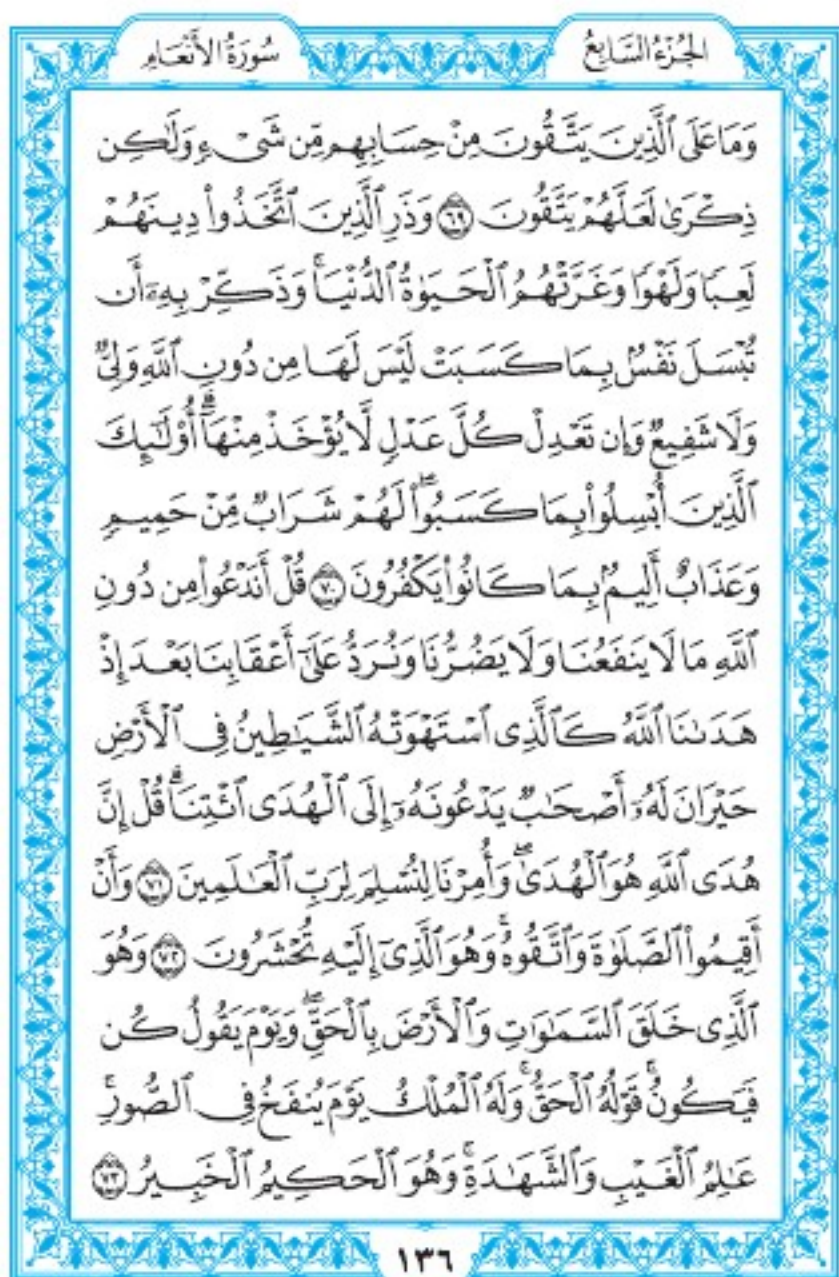 الجُزْءُ السَّابِعُ
سُورَةُ الأَنْعَامِ
وَمَا عَلَى ٱلَّذِينَ يَتَّقُونَ مِنْ حِسَابِهِم مِّن شَىْءٍ وَلَٰكِن
ذِكْرَىٰ لَعَلَّهُمْ يَتَّقُونَ ٦٩ وَذَرِ ٱلَّذِينَ ٱتَّخَذُوا۟ دِينَهُمْ
لَعِبًا وَلَهْوًا وَغَرَّتْهُمُ ٱلْحَيَوٰةُ ٱلدُّنْيَا ۚ وَذَكِّرْ بِهِۦٓ أَن
تُبْسَلَ نَفْسٌۢ بِمَا كَسَبَتْ لَيْسَ لَهَا مِن دُونِ ٱللَّهِ وَلِىٌّ
وَلَا شَفِيعٌ وَإِن تَعْدِلْ كُلَّ عَدْلٍ لَّا يُؤْخَذْ مِنْهَآ ۗ أُو۟لَٰٓئِكَ
ٱلَّذِينَ أُبْسِلُوا۟ بِمَا كَسَبُوا۟ ۖ لَهُمْ شَرَابٌ مِّنْ حَمِيمٍ
وَعَذَابٌ أَلِيمٌۢ بِمَا كَانُوا۟ يَكْفُرُونَ ٧٠ قُلْ أَنَدْعُوا۟ مِن دُونِ
ٱللَّهِ مَا لَا يَنفَعُنَا وَلَا يَضُرُّنَا وَنُرَدُّ عَلَىٰٓ أَعْقَابِنَا بَعْدَ إِذْ
هَدَىٰنَا ٱللَّهُ كَٱلَّذِى ٱسْتَهْوَتْهُ ٱلشَّيَٰطِينُ فِى ٱلْأَرْضِ
حَيْرَانَ لَهُۥٓ أَصْحَٰبٌ يَدْعُونَهُۥٓ إِلَى ٱلْهُدَى ٱئْتِنَا ۗ قُلْ إِنَّ
هُدَى ٱللَّهِ هُوَ ٱلْهُدَىٰ ۖ وَأُمِرْنَا لِنُسْلِمَ لِرَبِّ ٱلْعَٰلَمِينَ ٧١ وَأَنْ
أَقِيمُوا۟ ٱلصَّلَوٰةَ وَٱتَّقُوهُ ۚ وَهُوَ ٱلَّذِىٓ إِلَيْهِ تُحْشَرُونَ ٧٢ وَهُوَ
ٱلَّذِى خَلَقَ ٱلسَّمَٰوَٰتِ وَٱلْأَرْضَ بِٱلْحَقِّ ۖ وَيَوْمَ يَقُولُ كُن
فَيَكُونُ ۚ قَوْلُهُ ٱلْحَقُّ ۚ وَلَهُ ٱلْمُلْكُ يَوْمَ يُنفَخُ فِى ٱلصُّورِ ۚ
عَٰلِمُ ٱلْغَيْبِ وَٱلشَّهَٰدَةِ ۚ وَهُوَ ٱلْحَكِيمُ ٱلْخَبِيرُ ٧٣
١٣٦